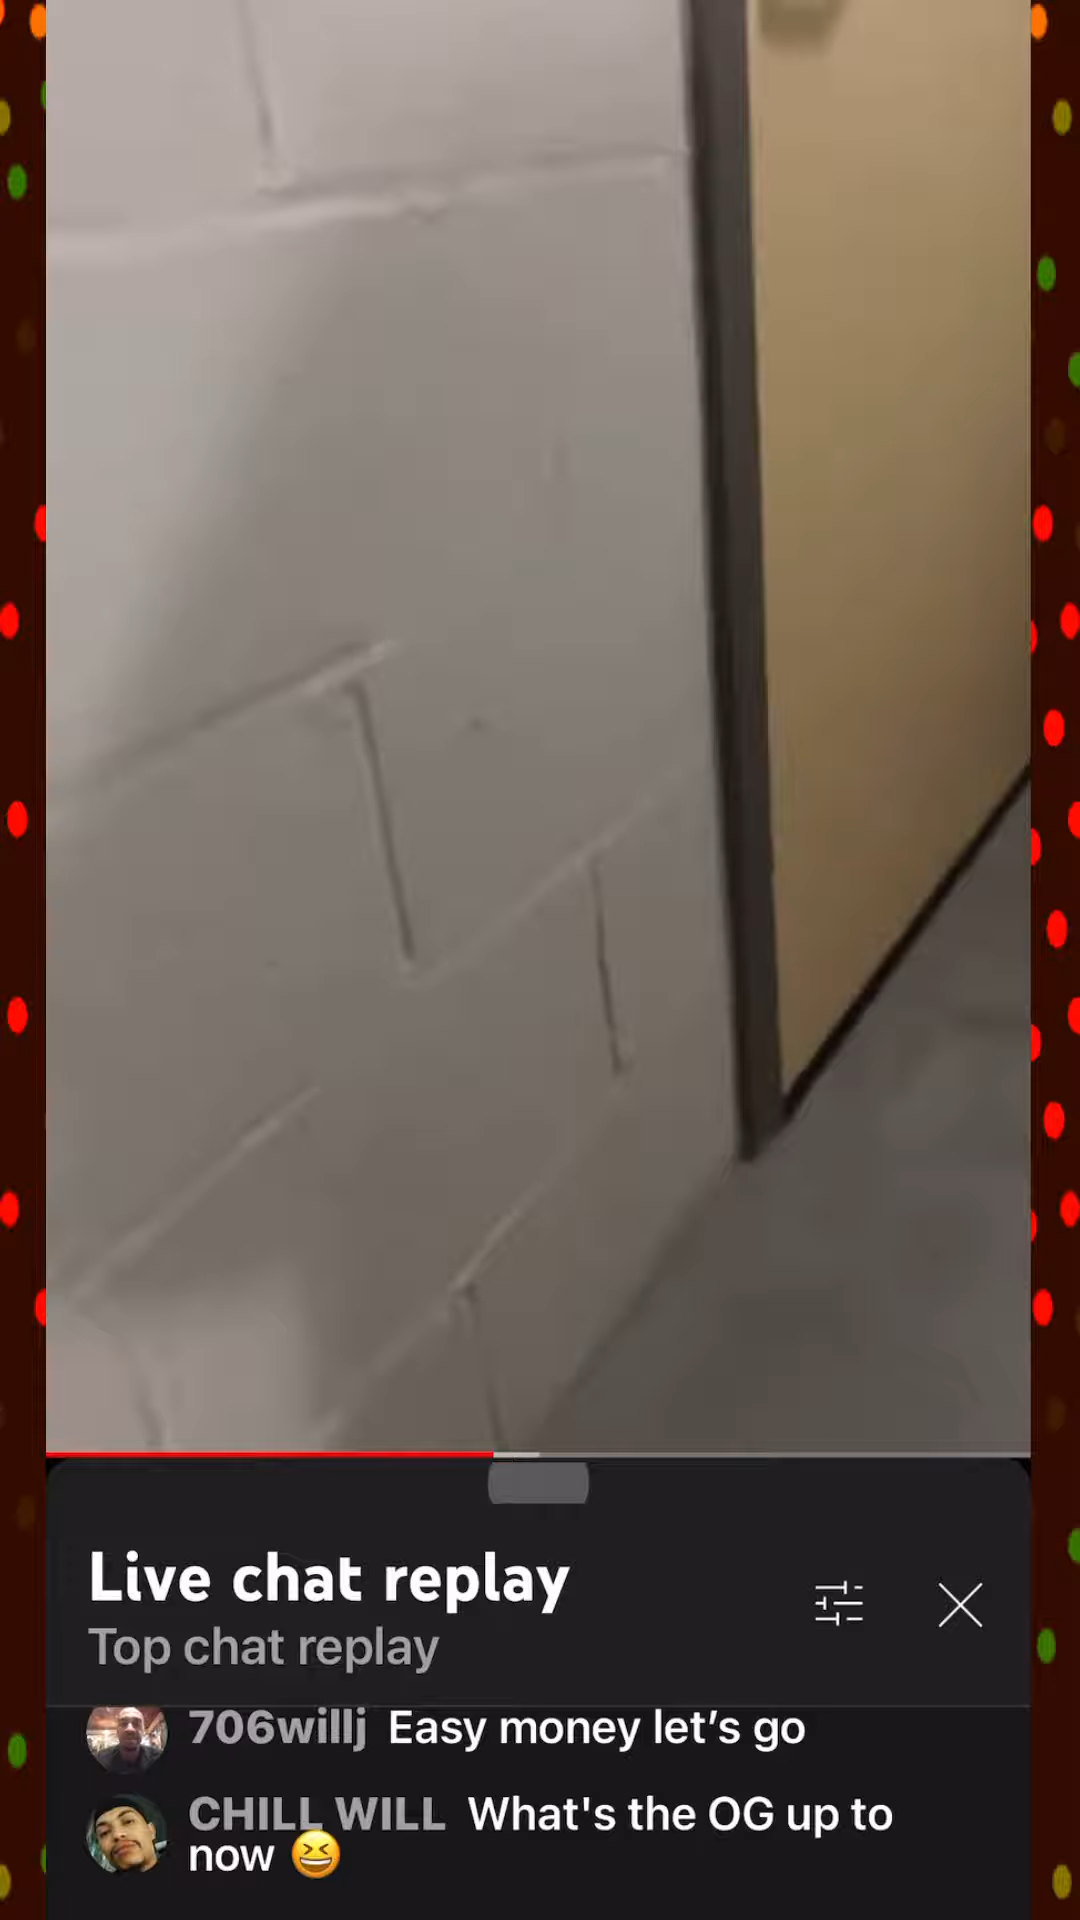 Live chat replay
Top chat replay
706willj Easy money let’s go
CHILL WILL What's the OG up to
now 😆